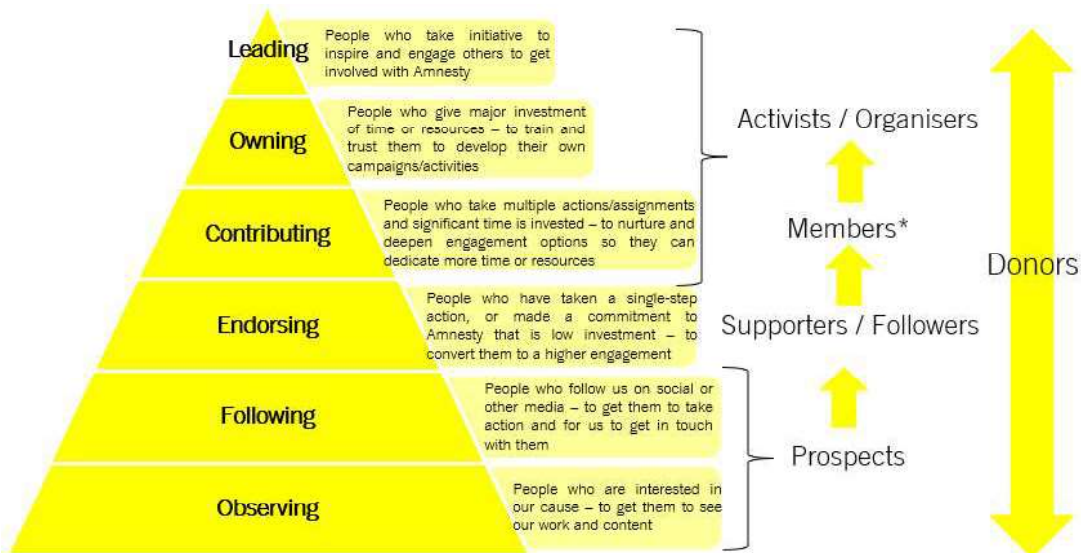 Leading
People who take initiative to
inspire and engage others to get
involved with Amnesty
Owning
People who give major investment
of time or resources – to train and
trust them to develop their own
campaigns/activities
Contributing
People who take multiple actions/assignments
and significant time is invested – to nurture and
deepen engagement options so they can
dedicate more time or resources
Endorsing
People who have taken a single-step
action, or made a commitment to
Amnesty that is low investment – to
convert them to a higher engagement
Following
People who follow us on social or
other media – to get them to take
action and for us to get in touch
with them
Observing
People who are interested in
our cause – to get them to see
our work and content
Activists / Organisers
Members*
Supporters / Followers
Prospects
Donors